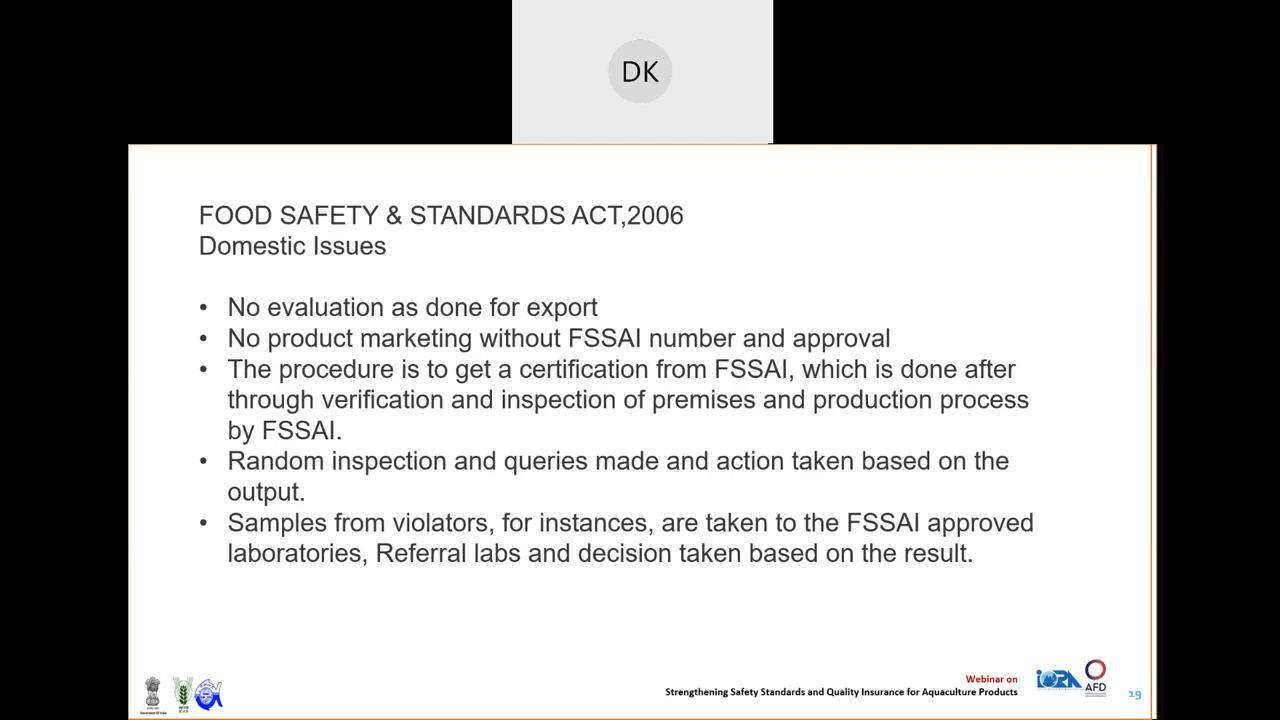 DK
FOOD SAFETY & STANDARDS ACT,2006
Domestic Issues
• No evaluation as done for export
• No product marketing without FSSAI number and approval
• The procedure is to get a certification from FSSAI, which is done after
through verification and inspection of premises and production process
by FSSAI.
• Random inspection and queries made and action taken based on the
output.
• Samples from violators, for instances, are taken to the FSSAI approved
laboratories, Referral labs and decision taken based on the result.
Webinar on
Strengthening Safety Standards and Quality Insurance for Aquaculture Products
IORA
AFD
19